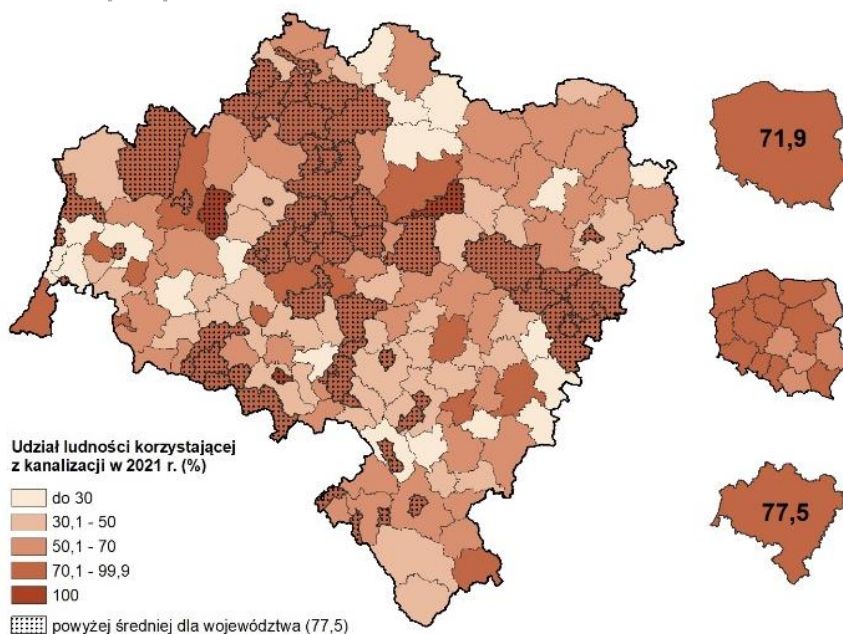 71,9
77,5
Udział ludności korzystającej
z kanalizacji w 2021 r. (%)
do 30
30,1 - 50
50,1 - 70
70,1 - 99,9
100
powyżej średniej dla województwa (77,5)